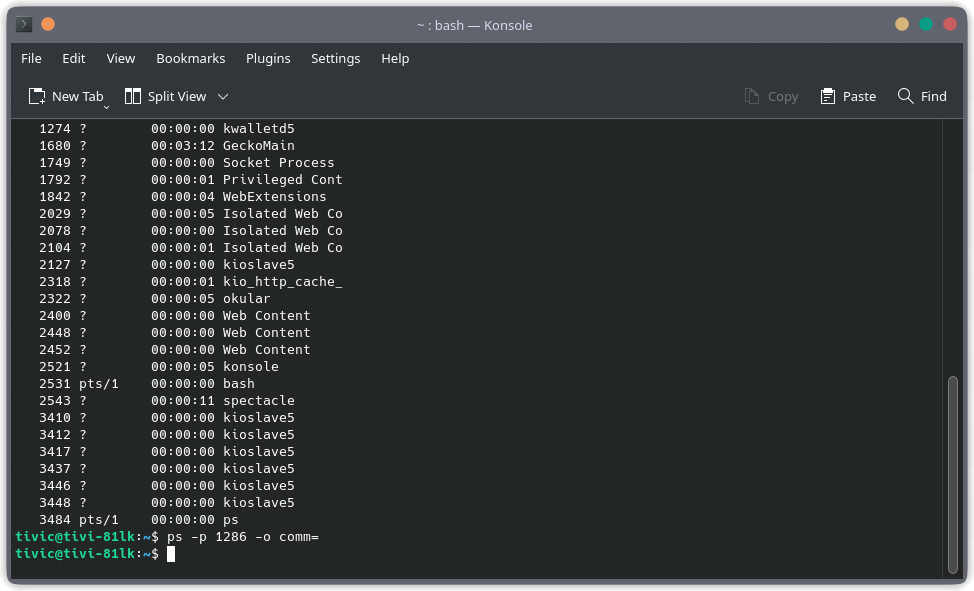 ~ : bash — Konsole
File Edit View Bookmarks Plugins Settings Help
New Tab Split View Copy Paste Find
1274 ? 00:00:00 kwalletd5
1680 ? 00:03:12 GeckoMain
1749 ? 00:00:00 Socket Process
1792 ? 00:00:01 Privileged Cont
1842 ? 00:00:04 WebExtensions
2029 ? 00:00:05 Isolated Web Co
2078 ? 00:00:00 Isolated Web Co
2104 ? 00:00:01 Isolated Web Co
2127 ? 00:00:00 kioslave5
2318 ? 00:00:01 kio_http_cache_
2322 ? 00:00:05 okular
2400 ? 00:00:00 Web Content
2448 ? 00:00:00 Web Content
2452 ? 00:00:00 Web Content
2521 ? 00:00:05 konsole
2531 pts/1 00:00:00 bash
2543 ? 00:00:11 spectacle
3410 ? 00:00:00 kioslave5
3412 ? 00:00:00 kioslave5
3417 ? 00:00:00 kioslave5
3437 ? 00:00:00 kioslave5
3446 ? 00:00:00 kioslave5
3448 ? 00:00:00 kioslave5
3484 pts/1 00:00:00 ps
tivic@tivi-81lk:~$ ps -p 1286 -o comm=
tivic@tivi-81lk:~$